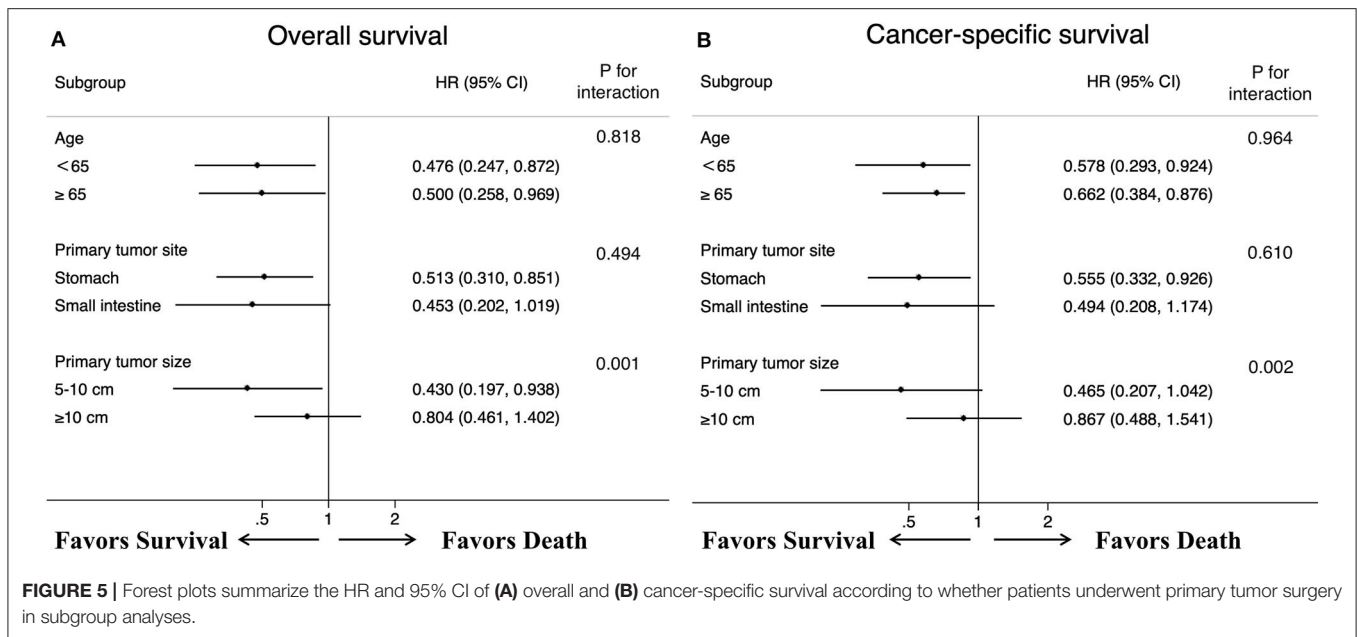 A Overall survival
Subgroup HR (95% CI) P for interaction
Age 0.818
<65 0.476 (0.247, 0.872)
≥ 65 0.500 (0.258, 0.969)
Primary tumor site 0.494
Stomach 0.513 (0.310, 0.851)
Small intestine 0.453 (0.202, 1.019)
Primary tumor size 0.001
5-10 cm 0.430 (0.197, 0.938)
≥10 cm 0.804 (0.461, 1.402)
.5 1 2
Favors Survival Favors Death
B Cancer-specific survival
Subgroup HR (95% CI) P for interaction
Age 0.964
<65 0.578 (0.293, 0.924)
≥ 65 0.662 (0.384, 0.876)
Primary tumor site 0.610
Stomach 0.555 (0.332, 0.926)
Small intestine 0.494 (0.208, 1.174)
Primary tumor size 0.002
5-10 cm 0.465 (0.207, 1.042)
≥10 cm 0.867 (0.488, 1.541)
.5 1 2
Favors Survival Favors Death
FIGURE 5 | Forest plots summarize the HR and 95% CI of (A) overall and (B) cancer-specific survival according to whether patients underwent primary tumor surgery
in subgroup analyses.